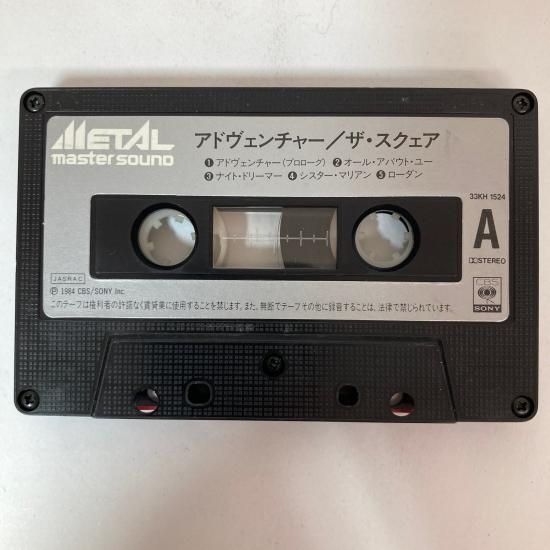 METAL
master sound
アドヴェンチャー/ザ・スクェア
❶ アドヴェンチャー(プロローグ) ❷ オール・アバウト・ユー
❸ ナイト・ドリーマー ❹ シスター・マリアン ❺ ローダン
33KH 1524
A
STEREO
JASRAC
Ⓟ 1984 CBS/SONY Inc.
このテープは権利者の許諾なく賃貸業に使用することを禁じます。また、無断でテープその他に録音することは、法律で禁じられています。
CBS
SONY